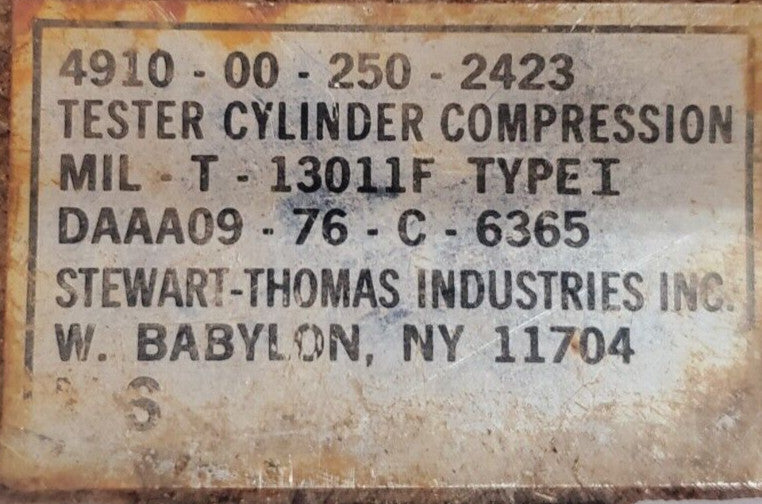 4910 - 00 - 250 - 2423
TESTER CYLINDER COMPRESSION
MIL - T - 13011F TYPE I
DAAA09 - 76 - C - 6365
STEWART-THOMAS INDUSTRIES INC.
W. BABYLON, NY 11704
S